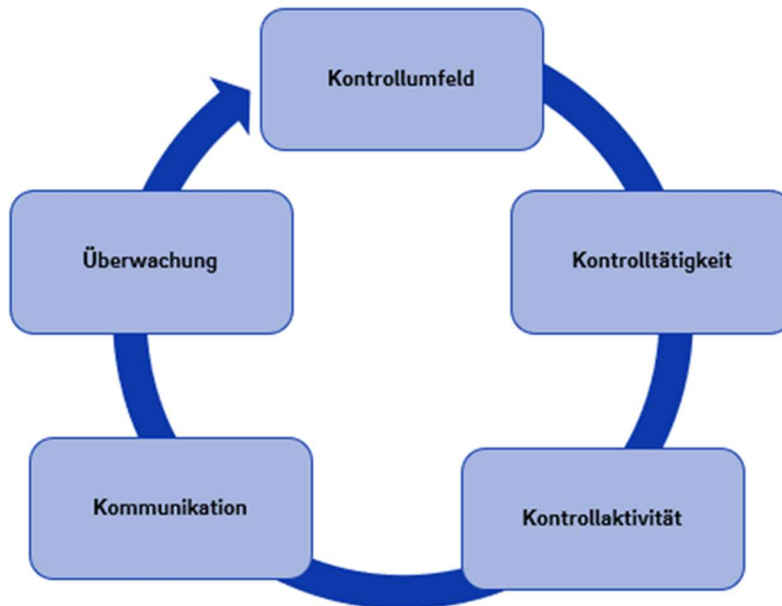 Kontrollumfeld
Kontrolltätigkeit
Kontrollaktivität
Kommunikation
Überwachung